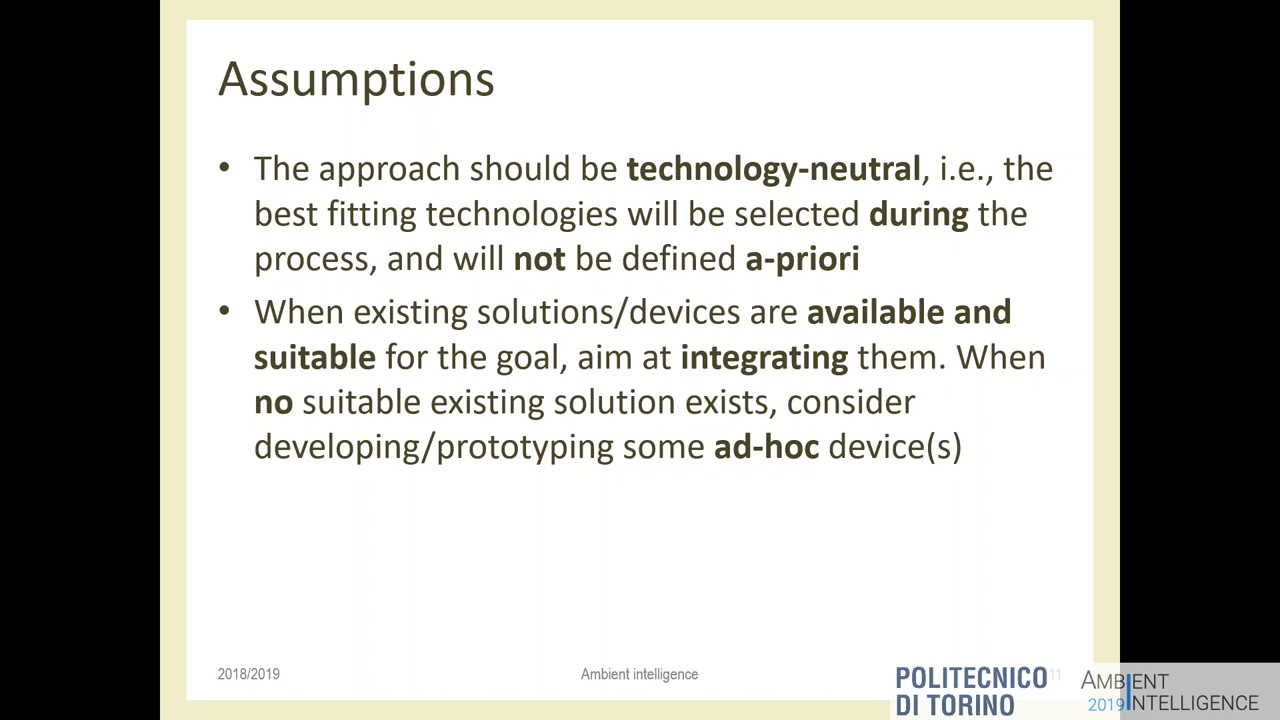 Assumptions
• The approach should be technology-neutral, i.e., the
best fitting technologies will be selected during the
process, and will not be defined a-priori
• When existing solutions/devices are available and
suitable for the goal, aim at integrating them. When
no suitable existing solution exists, consider
developing/prototyping some ad-hoc device(s)
2018/2019
Ambient intelligence
11
POLITECNICO
DI TORINO
AMBIENT
2019 INTELLIGENCE